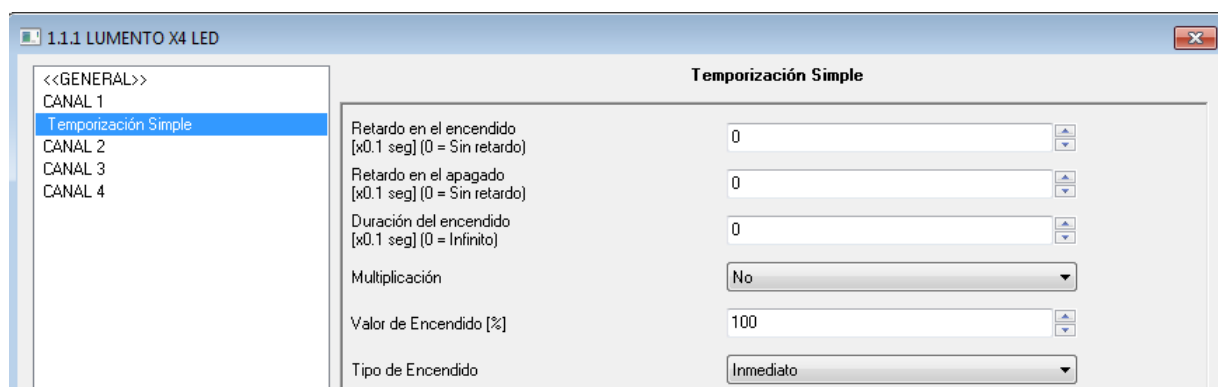 1.1.1 LUMENTO X4 LED
<<GENERAL>>
CANAL 1
Temporización Simple
CANAL 2
CANAL 3
CANAL 4
Temporización Simple
Retardo en el encendido
[x0.1 seg] (0 = Sin retardo)
0
Retardo en el apagado
[x0.1 seg] (0 = Sin retardo)
0
Duración del encendido
[x0.1 seg] (0 = Infinito)
0
Multiplicación
No
Valor de Encendido [%]
100
Tipo de Encendido
Inmediato